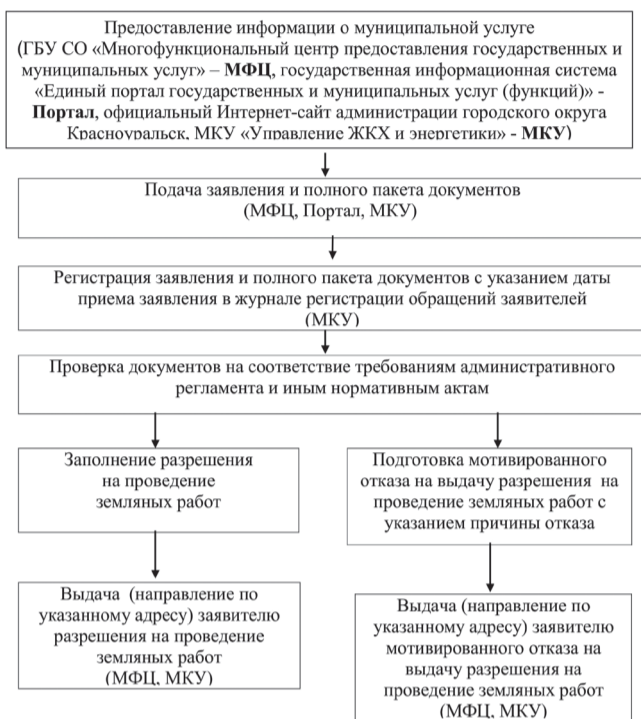 Предоставление информации о муниципальной услуге
(ГБУ СО «Многофункциональный центр предоставления государственных и
муниципальных услуг» – МФЦ, государственная информационная система
«Единый портал государственных и муниципальных услуг (функций)» -
Портал, официальный Интернет-сайт администрации городского округа
Красноуральск, МКУ «Управление ЖКХ и энергетики» - МКУ)
Подача заявления и полного пакета документов
(МФЦ, Портал, МКУ)
Регистрация заявления и полного пакета документов с указанием даты
приема заявления в журнале регистрации обращений заявителей
(МКУ)
Проверка документов на соответствие требованиям административного
регламента и иным нормативным актам
Заполнение разрешения
на проведение
земляных работ
Подготовка мотивированного
отказа на выдачу разрешения на
проведение земляных работ с
указанием причины отказа
Выдача (направление по
указанному адресу) заявителю
разрешения на проведение
земляных работ
(МФЦ, МКУ)
Выдача (направление по
указанному адресу) заявителю
мотивированного отказа на
выдачу разрешения на
проведение земляных работ
(МФЦ, МКУ)